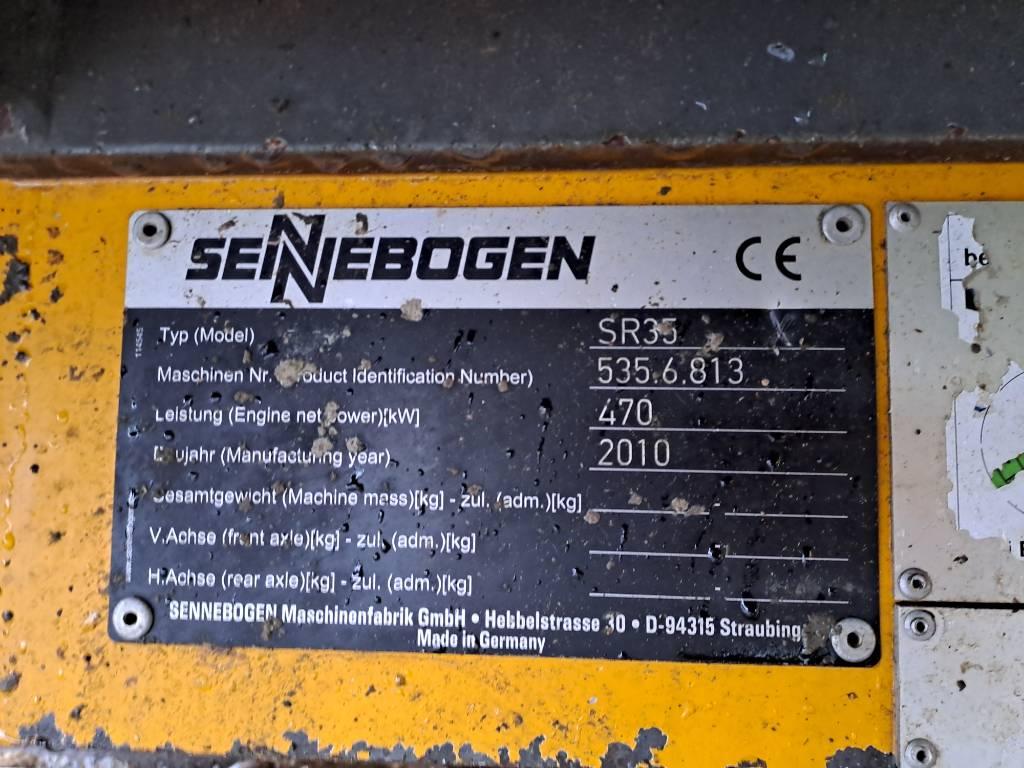 SENNEBOGEN CE
114565
Typ (Model) SR35
Maschinen Nr. (Product Identification Number) 535.6.813
Leistung (Engine net power)[kW] 470
Baujahr (Manufacturing year) 2010
Gesamtgewicht (Machine mass)[kg] - zul. (adm.)[kg] -
V.Achse (front axle)[kg] - zul. (adm.)[kg] -
H.Achse (rear axle)[kg] - zul. (adm.)[kg] -
SENNEBOGEN Maschinenfabrik GmbH • Hebbelstrasse 30 • D-94315 Straubing
Made in Germany
be